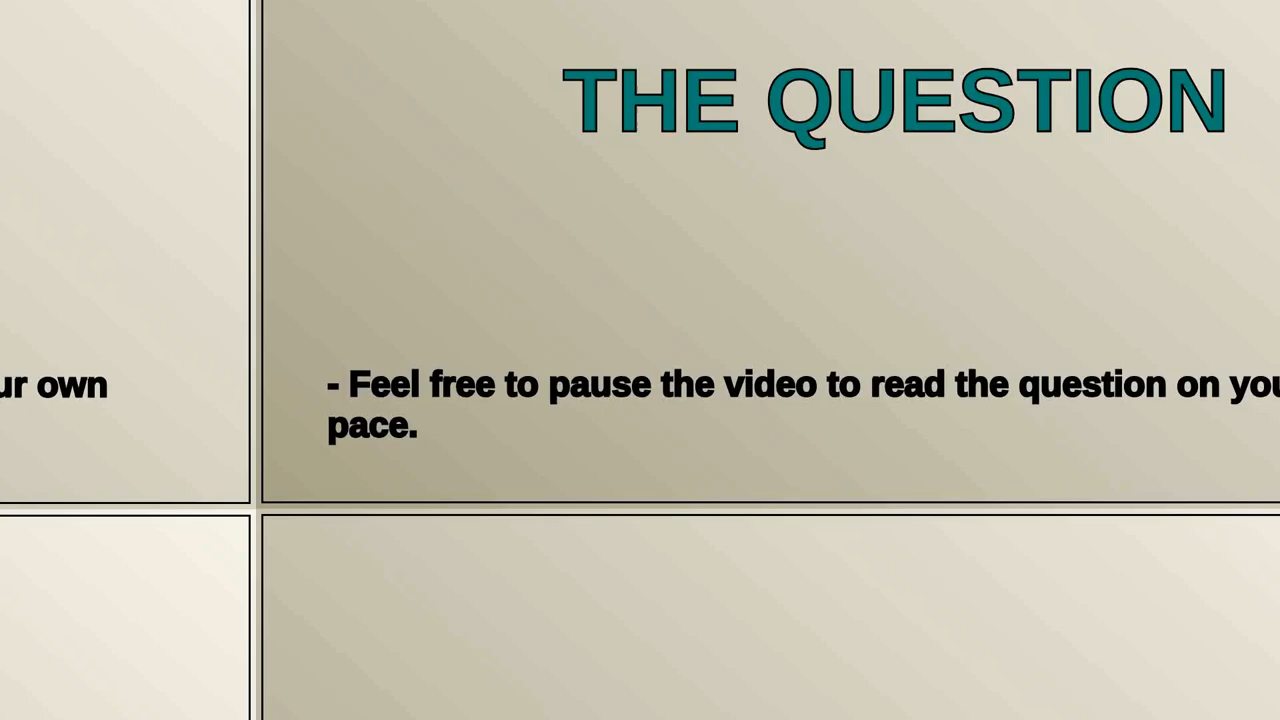 THE QUESTION
ur own
- Feel free to pause the video to read the question on you
pace.